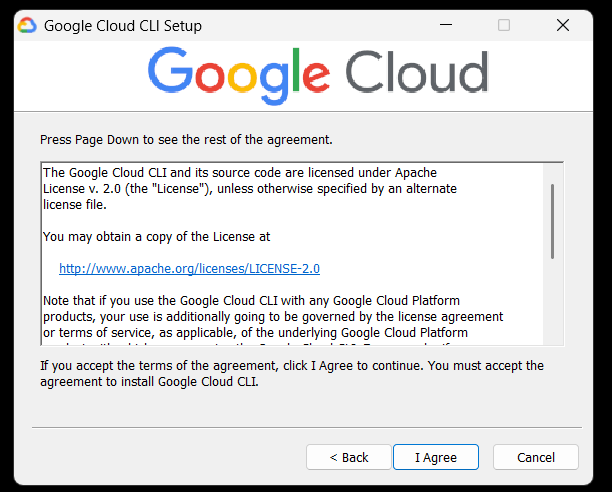 Google Cloud CLI Setup
Google Cloud
Press Page Down to see the rest of the agreement.
The Google Cloud CLI and its source code are licensed under Apache
License v. 2.0 (the "License"), unless otherwise specified by an alternate
license file.
You may obtain a copy of the License at
http://www.apache.org/licenses/LICENSE-2.0
Note that if you use the Google Cloud CLI with any Google Cloud Platform
products, your use is additionally going to be governed by the license agreement
or terms of service, as applicable, of the underlying Google Cloud Platform
If you accept the terms of the agreement, click I Agree to continue. You must accept the
agreement to install Google Cloud CLI.
< Back
I Agree
Cancel